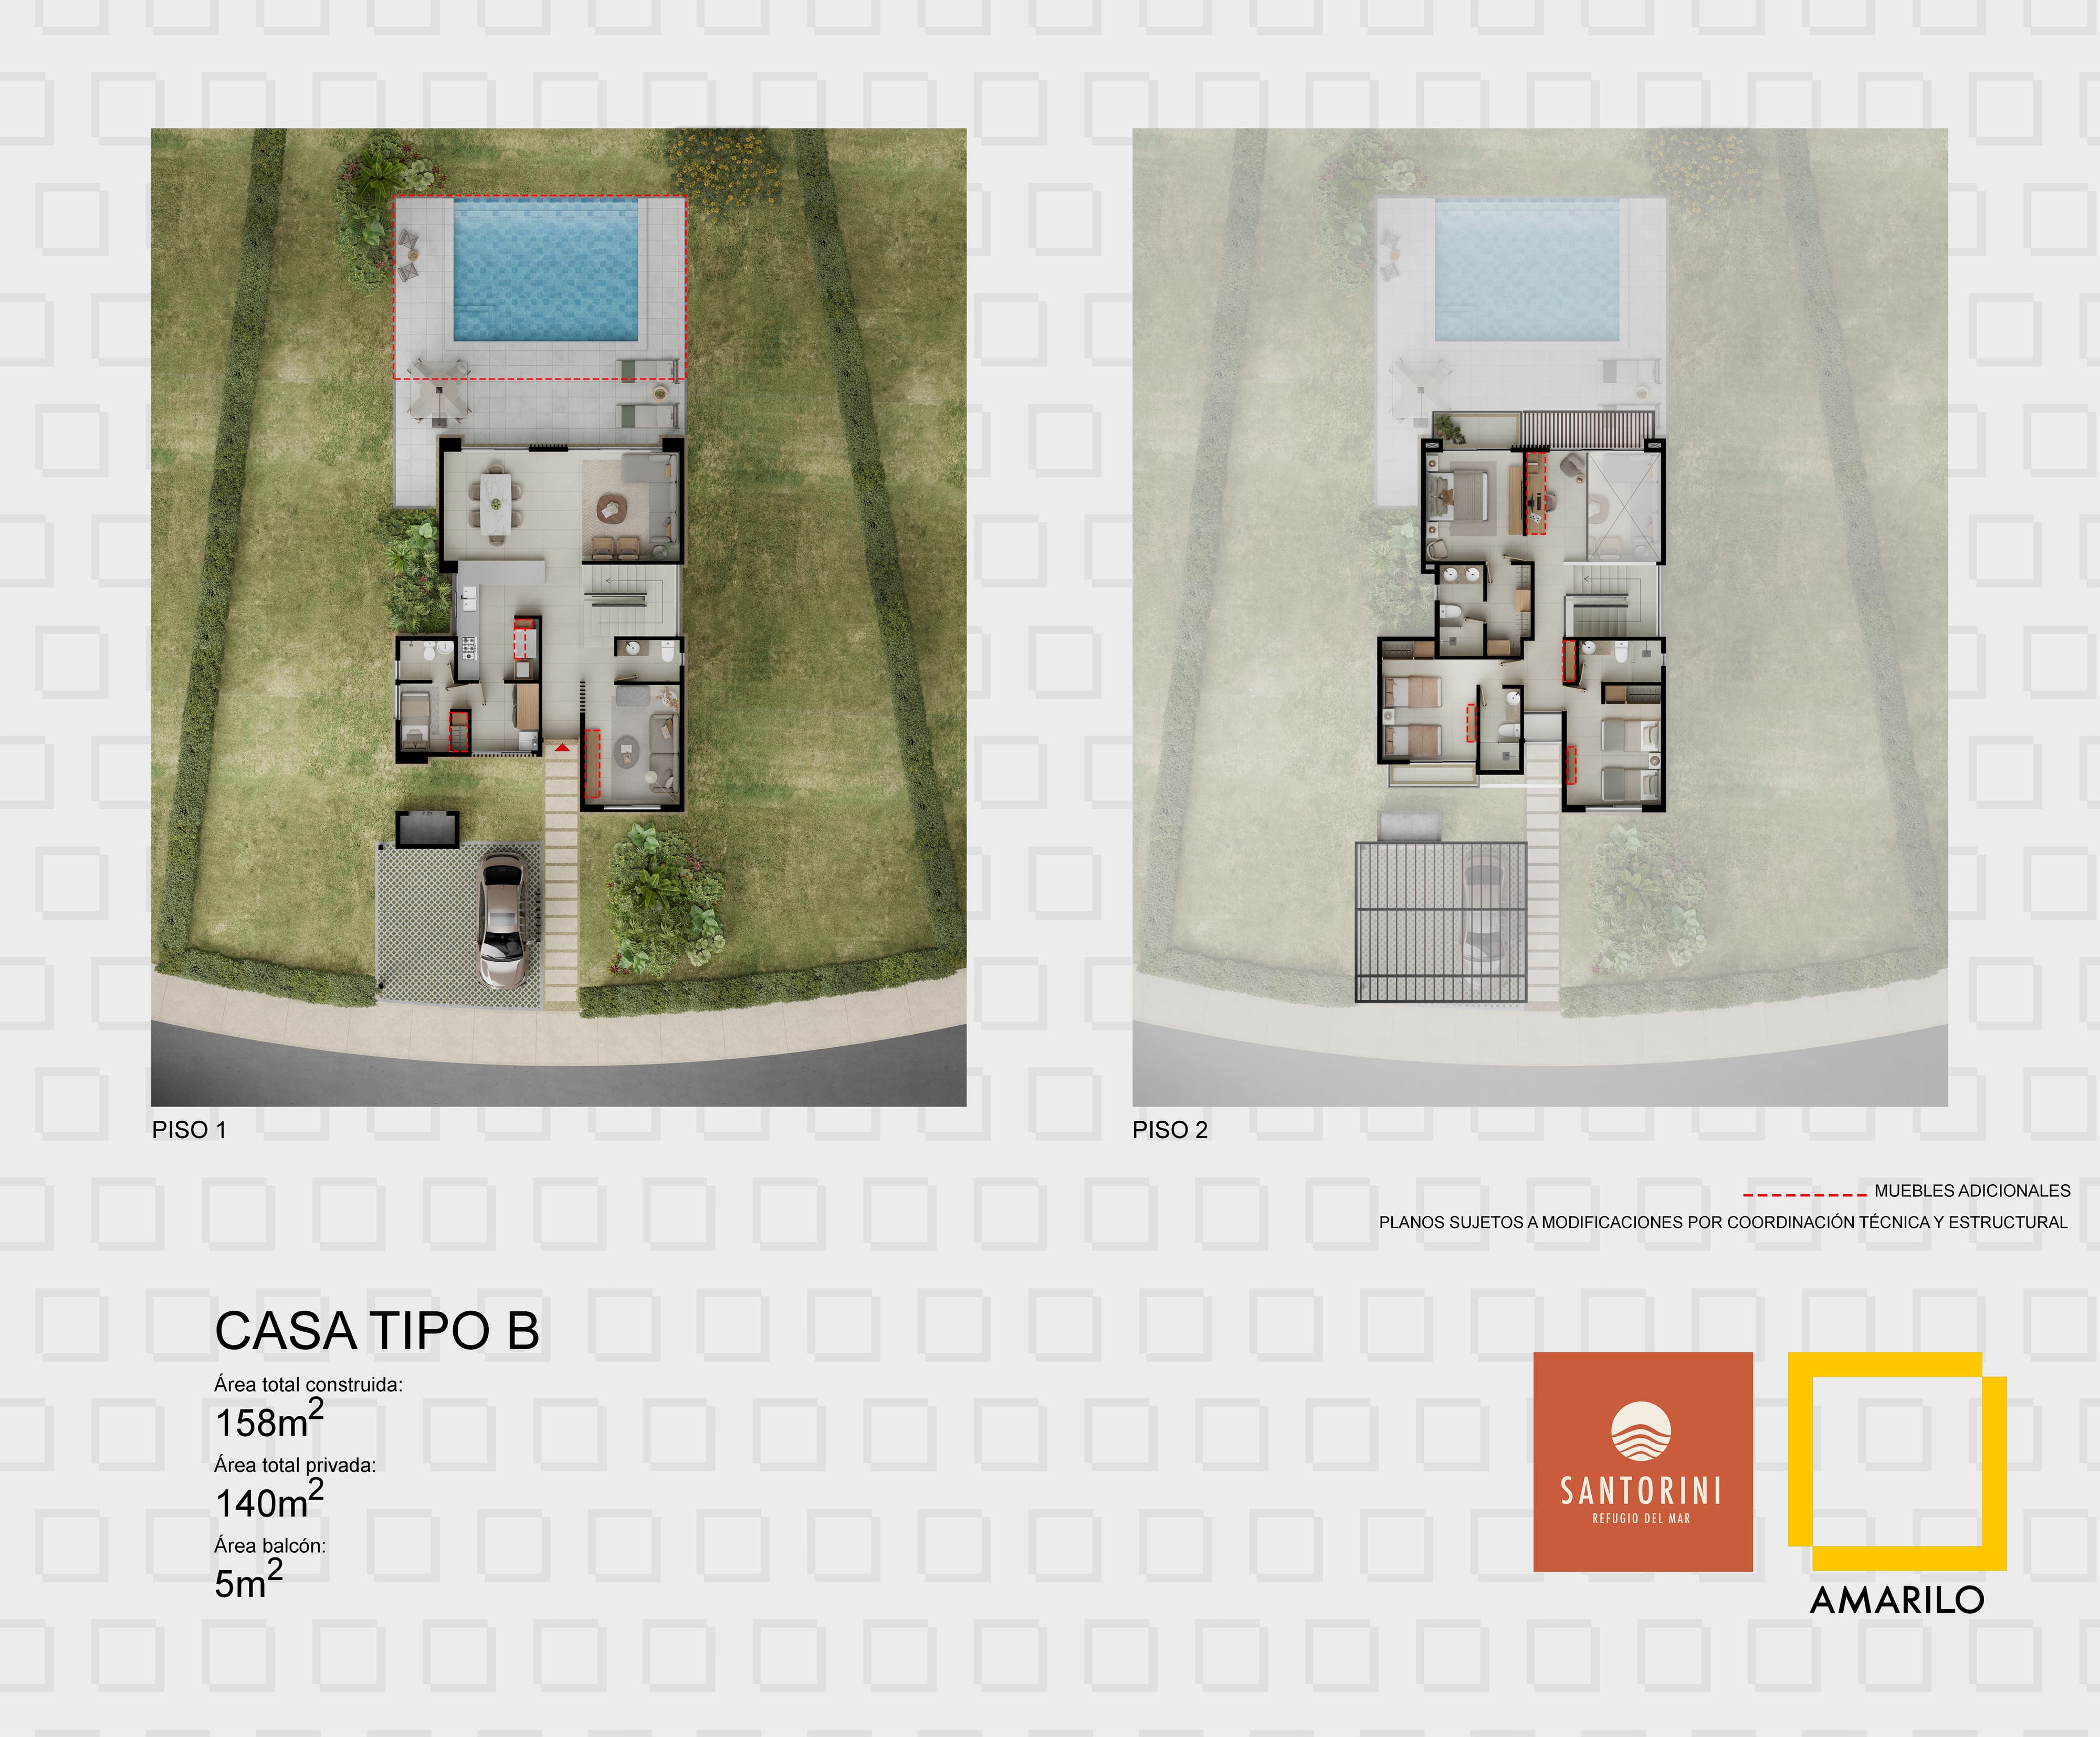 PISO 1
PISO 2
MUEBLES ADICIONALES
PLANOS SUJETOS A MODIFICACIONES POR COORDINACIÓN TÉCNICA Y ESTRUCTURAL
CASA TIPO B
Área total construida:
158m²
Área total privada:
140m²
Área balcón:
5m²
SANTORINI
REFUGIO DEL MAR
AMARILO